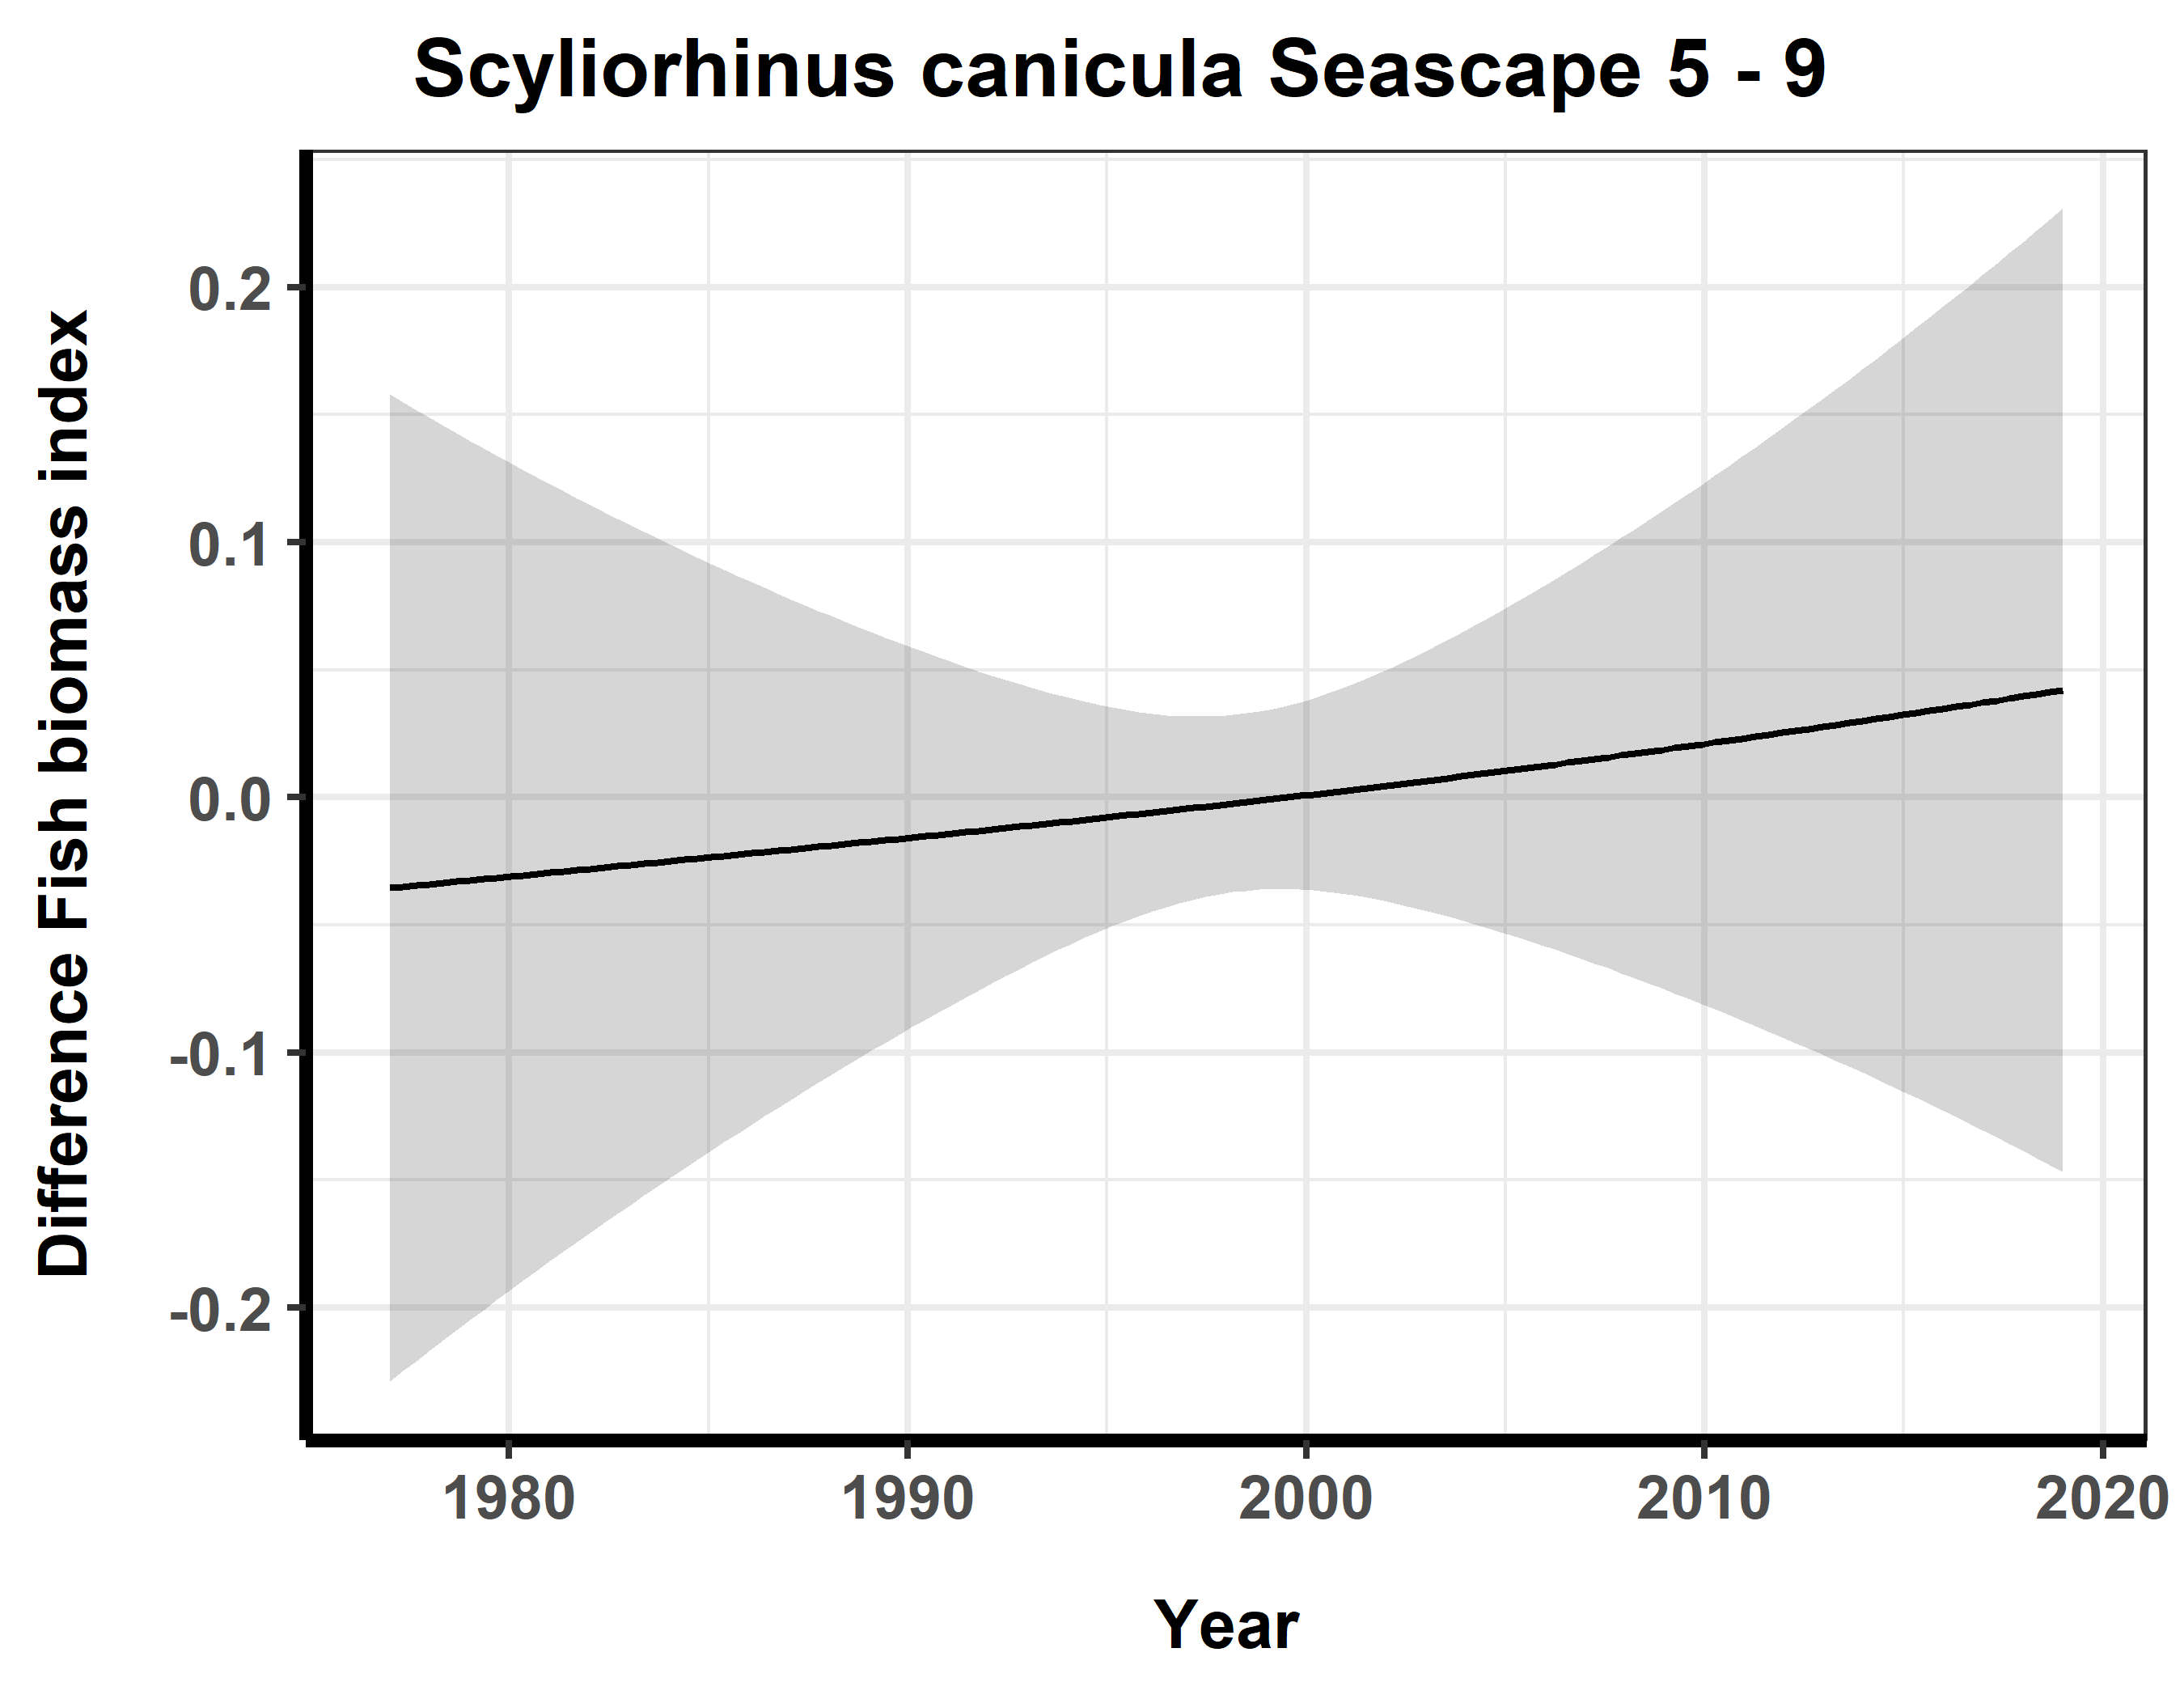 Scyliorhinus canicula Seascape 5 - 9
Difference Fish biomass index
0.2
0.1
0.0
-0.1
-0.2
1980 1990 2000 2010 2020
Year